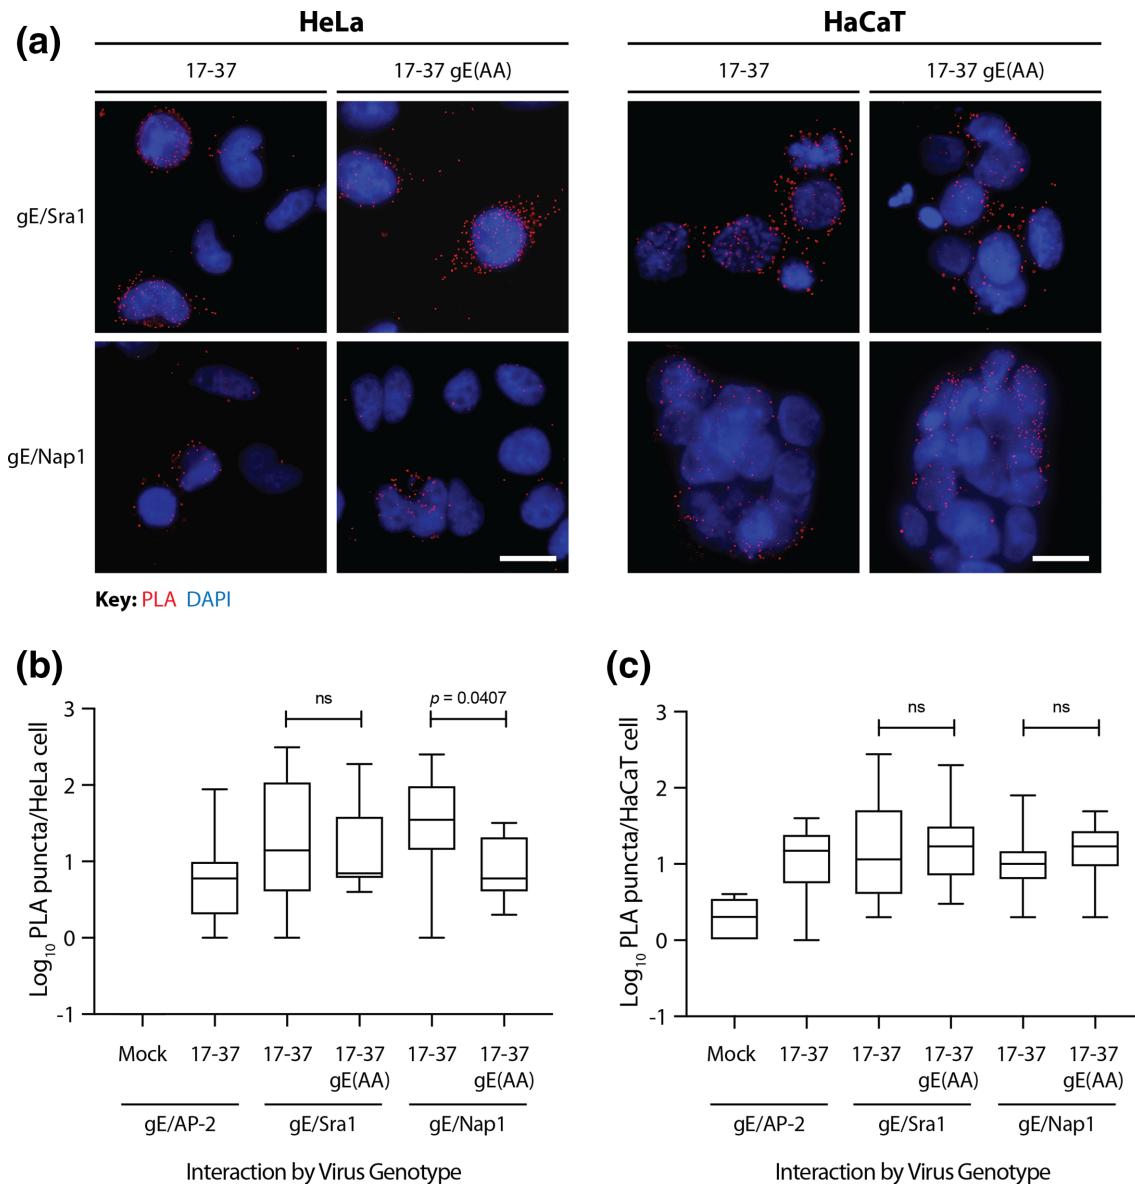 (a)
HeLa
HaCaT
17-37
17-37 gE(AA)
17-37
17-37 gE(AA)
gE/Sra1
gE/Nap1
Key: PLA DAPI
(b)
Log10 PLA puncta/HeLa cell
3
2
1
0
-1
ns
p = 0.0407
Mock
17-37
17-37
17-37
gE(AA)
17-37
17-37
gE(AA)
gE/AP-2
gE/Sra1
gE/Nap1
Interaction by Virus Genotype
(c)
Log10 PLA puncta/HaCaT cell
3
2
1
0
-1
ns
ns
Mock
17-37
17-37
17-37
gE(AA)
17-37
17-37
gE(AA)
gE/AP-2
gE/Sra1
gE/Nap1
Interaction by Virus Genotype